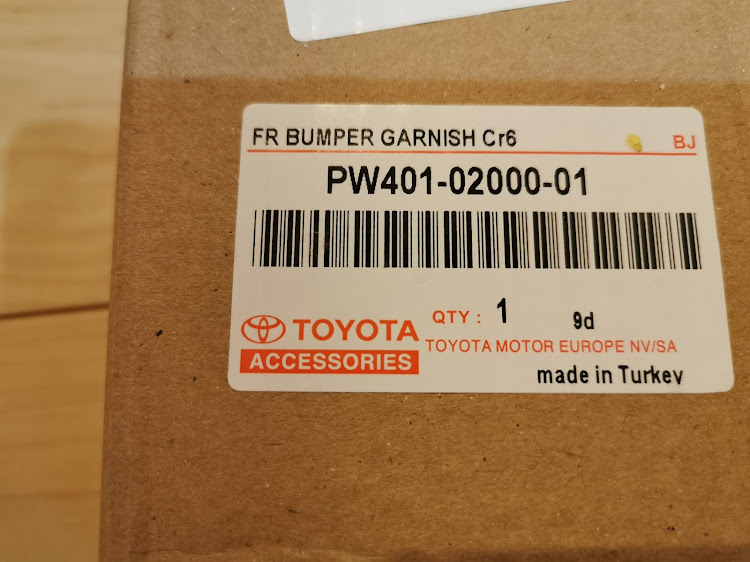 FR BUMPER GARNISH Cr6 BJ
PW401-02000-01
TOYOTA QTY : 1 9d
ACCESSORIES TOYOTA MOTOR EUROPE NV/SA
made in Turkey